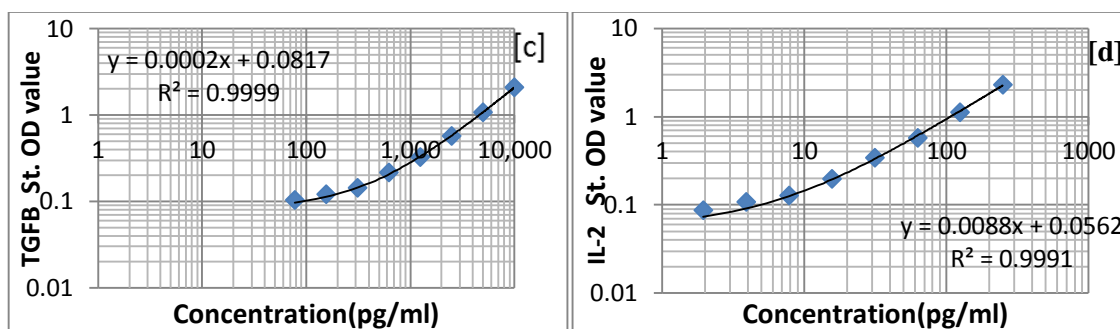 10
1
0.1
0.01
1
10
100
1,000
10,000
TGFB St. OD value
Concentration(pg/ml)
y = 0.0002x + 0.0817
R² = 0.9999
[c]
10
1
0.1
0.01
1
10
100
1000
IL-2 St. OD value
Concentration(pg/ml)
y = 0.0088x + 0.0562
R² = 0.9991
[d]